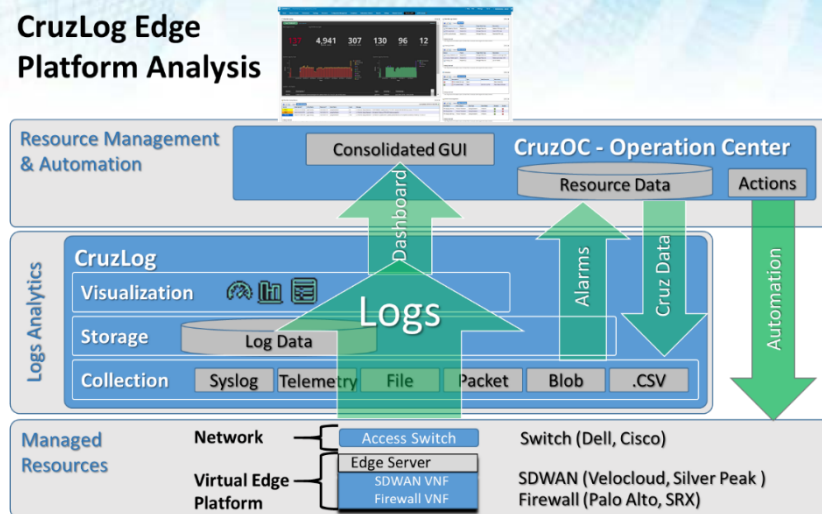 CruzLog Edge
Platform Analysis
4,941 307 130 96 12
Resource Management
& Automation
Consolidated GUI
CruzOC - Operation Center
Resource Data
Actions
Dashboard
Logs Analytics
CruzLog
Visualization
Storage
Log Data
Collection
Syslog
Telemetry
File
Packet
Blob
.CSV
Logs
Alarms
Cruz Data
Automation
Managed
Resources
Network
Access Switch
Switch (Dell, Cisco)
Virtual Edge
Platform
Edge Server
SDWAN VNF
Firewall VNF
SDWAN (Velocloud, Silver Peak )
Firewall (Palo Alto, SRX)